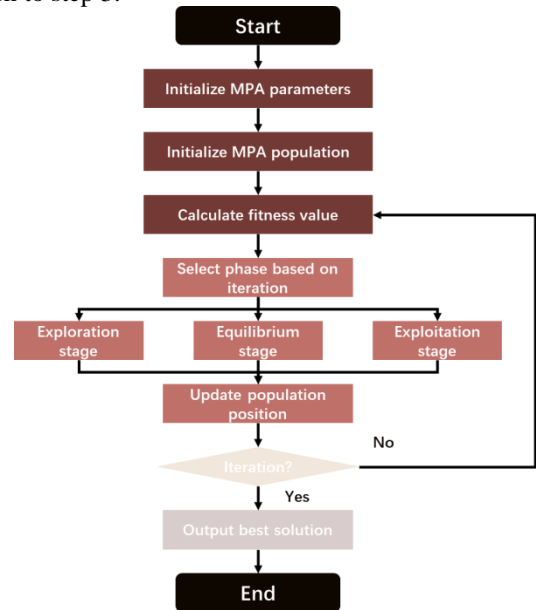 to step 3.
Start
Initialize MPA parameters
Initialize MPA population
Calculate fitness value
Select phase based on
iteration
Exploration
stage
Equilibrium
stage
Exploitation
stage
Update population
position
No
Iteration?
Yes
Output best solution
End